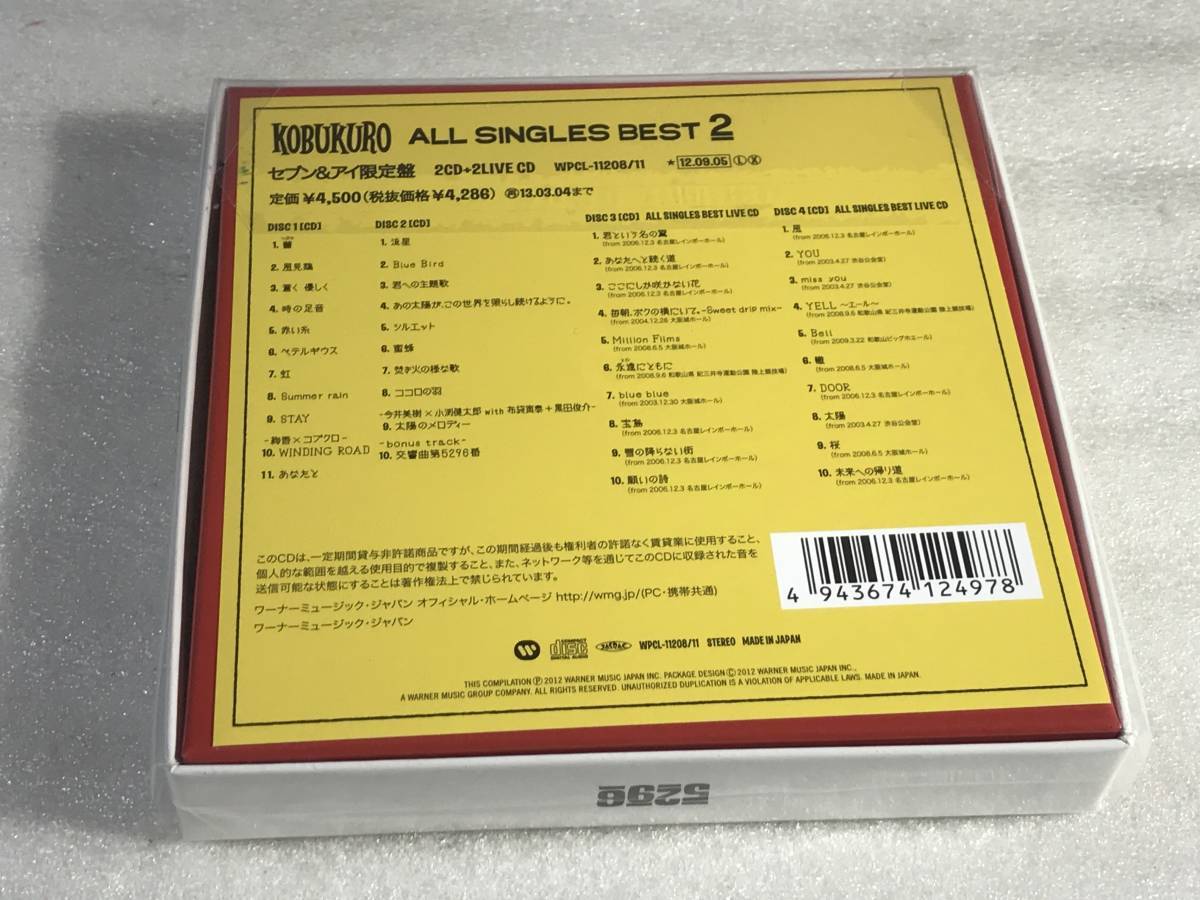 KOBUKURO ALL SINGLES BEST 2
セブン&アイ限定盤 2CD+2LIVE CD WPCL-11208/11 ★12.09.05 Ⓛ Ⓧ
定価¥4,500(税抜価格¥4,286) 再13.03.04まで
DISC 1 [CD]
1. 蕾
2. 風見鶏
3. 蒼く 優しく
4. 時の足音
5. 赤い糸
6. ベテルギウス
7. 虹
8. Summer rain
9. STAY
-絢香×コブクロ-
10. WINDING ROAD
11. あなたと
DISC 2 [CD]
1. 流星
2. Blue Bird
3. 君への主題歌
4. あの太陽が、この世界を照らし続けるように。
5. シルエット
6. 蜜蜂
7. 焚き火の様な歌
8. ココロの羽
-今井美樹×小渕健太郎 with 布袋寅泰+黒田俊介-
9. 太陽のメロディー
-bonus track-
10. 交響曲第5296番
DISC 3 [CD] ALL SINGLES BEST LIVE CD
1. 君という名の翼
(from 2006.12.3 名古屋レインボーホール)
2. あなたへと続く道
(from 2006.12.3 名古屋レインボーホール)
3. ここにしか咲かない花
(from 2006.12.3 名古屋レインボーホール)
4. 毎朝、ボクの横にいて。-Sweet drip mix-
(from 2004.12.26 大阪城ホール)
5. Million Films
(from 2008.6.5 大阪城ホール)
6. 永遠にともに
(from 2008.9.6 和歌山県 紀三井寺運動公園 陸上競技場)
7. blue blue
(from 2003.12.30 大阪城ホール)
8. 宝島
(from 2006.12.3 名古屋レインボーホール)
9. 雪の降らない街
(from 2006.12.3 名古屋レインボーホール)
10. 願いの詩
(from 2006.12.3 名古屋レインボーホール)
DISC 4 [CD] ALL SINGLES BEST LIVE CD
1. 風
(from 2006.12.3 名古屋レインボーホール)
2. YOU
(from 2003.4.27 渋谷公会堂)
3. miss you
(from 2003.4.27 渋谷公会堂)
4. YELL〜エール〜
(from 2008.9.6 和歌山県 紀三井寺運動公園 陸上競技場)
5. Bell
(from 2009.3.22 和歌山ビッグホエール)
6. 轍
(from 2008.6.5 大阪城ホール)
7. DOOR
(from 2006.12.3 名古屋レインボーホール)
8. 太陽
(from 2003.4.27 渋谷公会堂)
9. 桜
(from 2008.6.5 大阪城ホール)
10. 未来への帰り道
(from 2006.12.3 名古屋レインボーホール)
このCDは、一定期間貸与非許諾商品ですが、この期間経過後も権利者の許諾なく賃貸業に使用すること、
個人的な範囲を越える使用目的で複製すること、また、ネットワーク等を通じてこのCDに収録された音を
送信可能な状態にすることは著作権法上で禁じられています。
ワーナーミュージック・ジャパン オフィシャル・ホームページ http://wmg.jp/(PC・携帯共通)
ワーナーミュージック・ジャパン
4 943674 124978
COMPACT disc DIGITAL AUDIO JASRAC WPCL-11208/11 STEREO MADE IN JAPAN
THIS COMPILATION Ⓟ2012 WARNER MUSIC JAPAN INC. PACKAGE DESIGN Ⓒ2012 WARNER MUSIC JAPAN INC.,
A WARNER MUSIC GROUP COMPANY. ALL RIGHTS RESERVED. UNAUTHORIZED DUPLICATION IS A VIOLATION OF APPLICABLE LAWS. MADE IN JAPAN.
5296